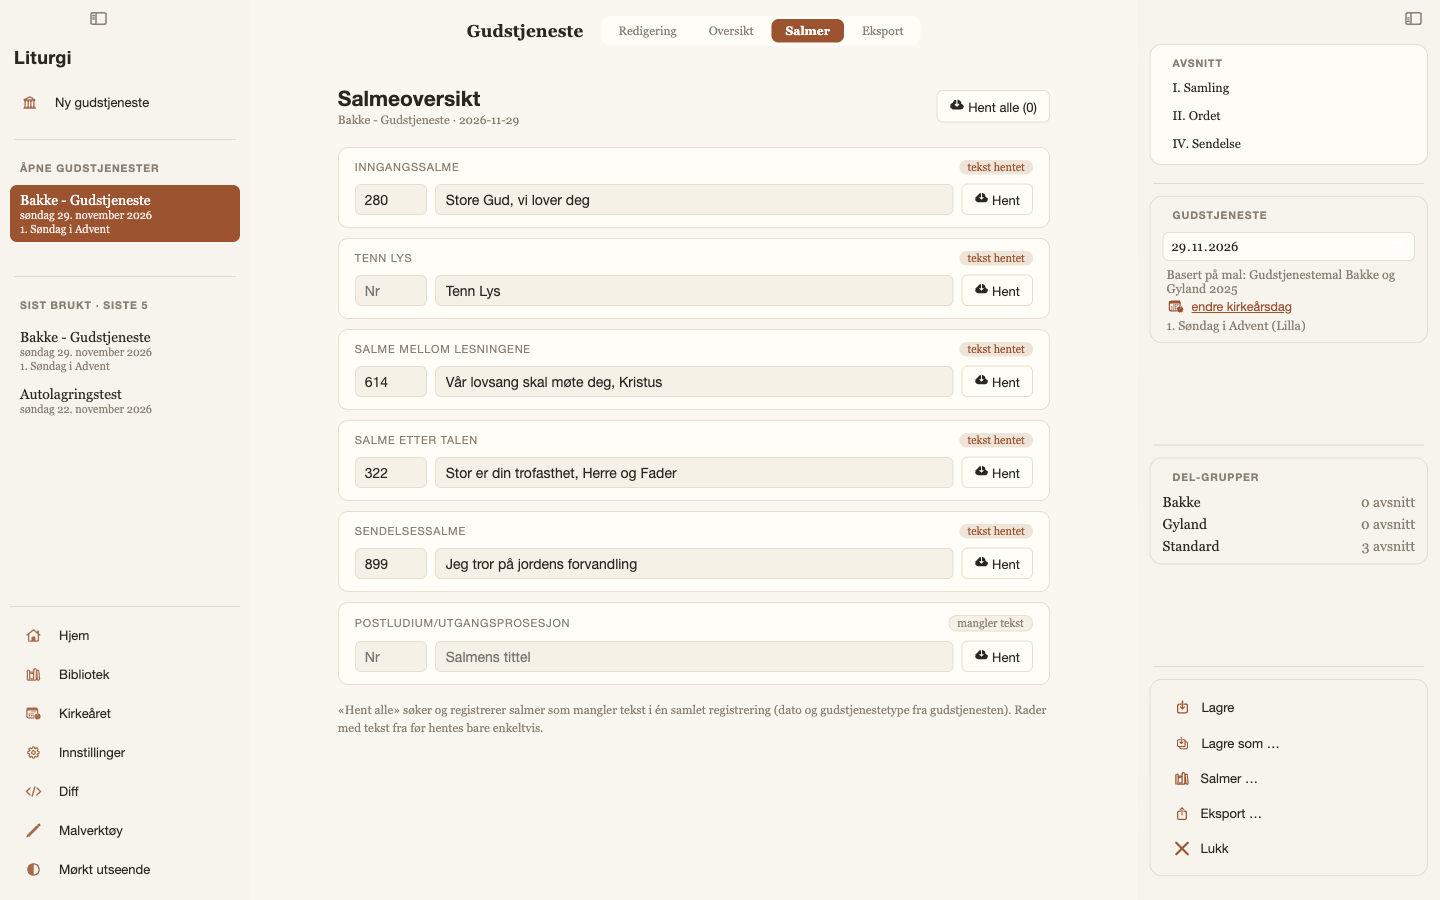 Liturgi
Ny gudstjeneste
ÅPNE GUDSTJENESTER
Bakke - Gudstjeneste
søndag 29. november 2026
1. Søndag i Advent
SIST BRUKT · SISTE 5
Bakke - Gudstjeneste
søndag 29. november 2026
1. Søndag i Advent
Autolagringstest
søndag 22. november 2026
Hjem
Bibliotek
Kirkeåret
Innstillinger
Diff
Malverktøy
Mørkt utseende
Gudstjeneste
Redigering
Oversikt
Salmer
Eksport
Salmeoversikt
Bakke - Gudstjeneste · 2026-11-29
Hent alle (0)
INNGANGSSALME
tekst hentet
280
Store Gud, vi lover deg
Hent
TENN LYS
tekst hentet
Nr
Tenn Lys
Hent
SALME MELLOM LESNINGENE
tekst hentet
614
Vår lovsang skal møte deg, Kristus
Hent
SALME ETTER TALEN
tekst hentet
322
Stor er din trofasthet, Herre og Fader
Hent
SENDELSESSALME
tekst hentet
899
Jeg tror på jordens forvandling
Hent
POSTLUDIUM/UTGANGSPROSESJON
mangler tekst
Nr
Salmens tittel
Hent
«Hent alle» søker og registrerer salmer som mangler tekst i én samlet registrering (dato og gudstjenestetype fra gudstjenesten). Rader
med tekst fra før hentes bare enkeltvis.
AVSNITT
I. Samling
II. Ordet
IV. Sendelse
GUDSTJENESTE
29.11.2026
Basert på mal: Gudstjenestemal Bakke og
Gyland 2025
endre kirkeårsdag
1. Søndag i Advent (Lilla)
DEL-GRUPPER
Bakke
0 avsnitt
Gyland
0 avsnitt
Standard
3 avsnitt
Lagre
Lagre som ...
Salmer ...
Eksport ...
Lukk